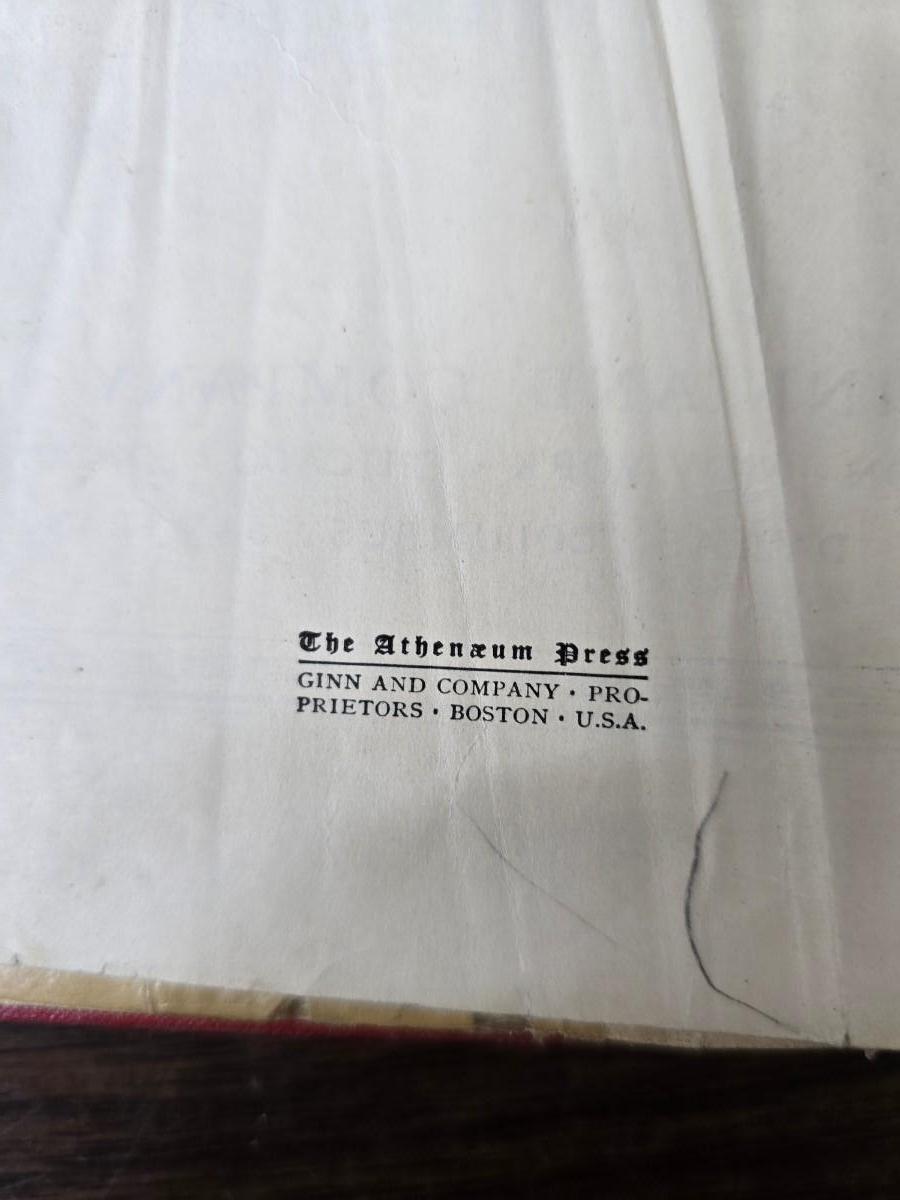 The Athenæum Press
GINN AND COMPANY · PRO-
PRIETORS · BOSTON · U.S.A.